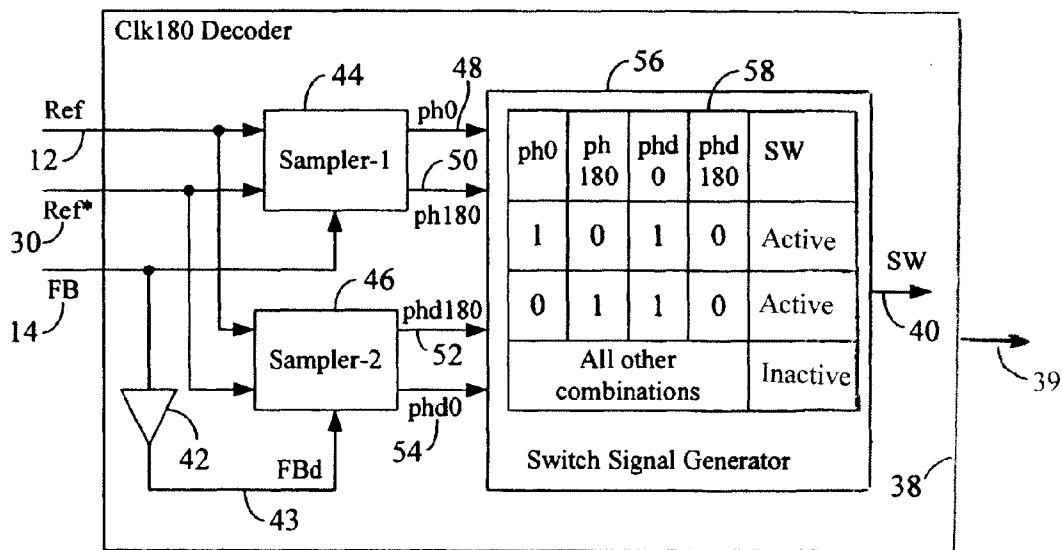 Clk180 Decoder
44
48
56
58
Ref
12
Ref*
30
FB
14
Sampler-1
ph0
50
ph180
46
Sampler-2
phd180
52
phd0
54
42
FBd
43
ph0 ph 180 phd 0 phd 180 SW
1 0 1 0 Active
0 1 1 0 Active
All other combinations Inactive
Switch Signal Generator
SW
40
39
38